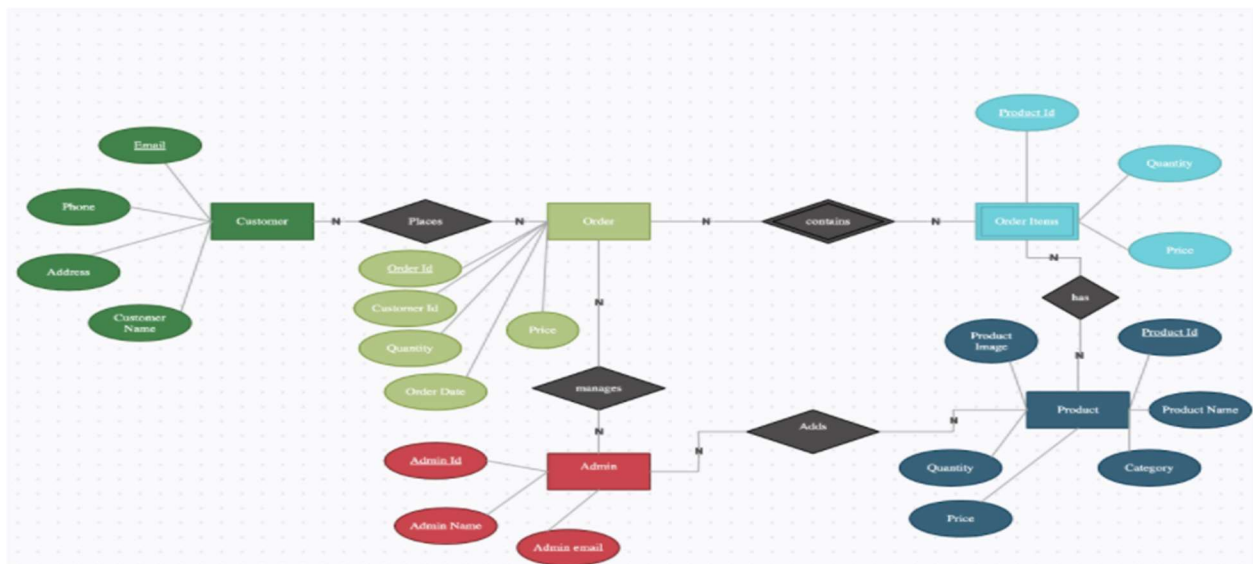 Product Id
Email
Quantity
Phone
Customer
N
Places
N
Order
N
contains
N
Order Items
Price
Address
Order Id
N
has
Customer Id
N
Customer
Name
Price
Quantity
Product
Image
Product Id
N
Order Date
manages
Product
Product Name
Adds
N
N
N
Admin Id
Admin
Quantity
Category
Price
Admin Name
Admin email